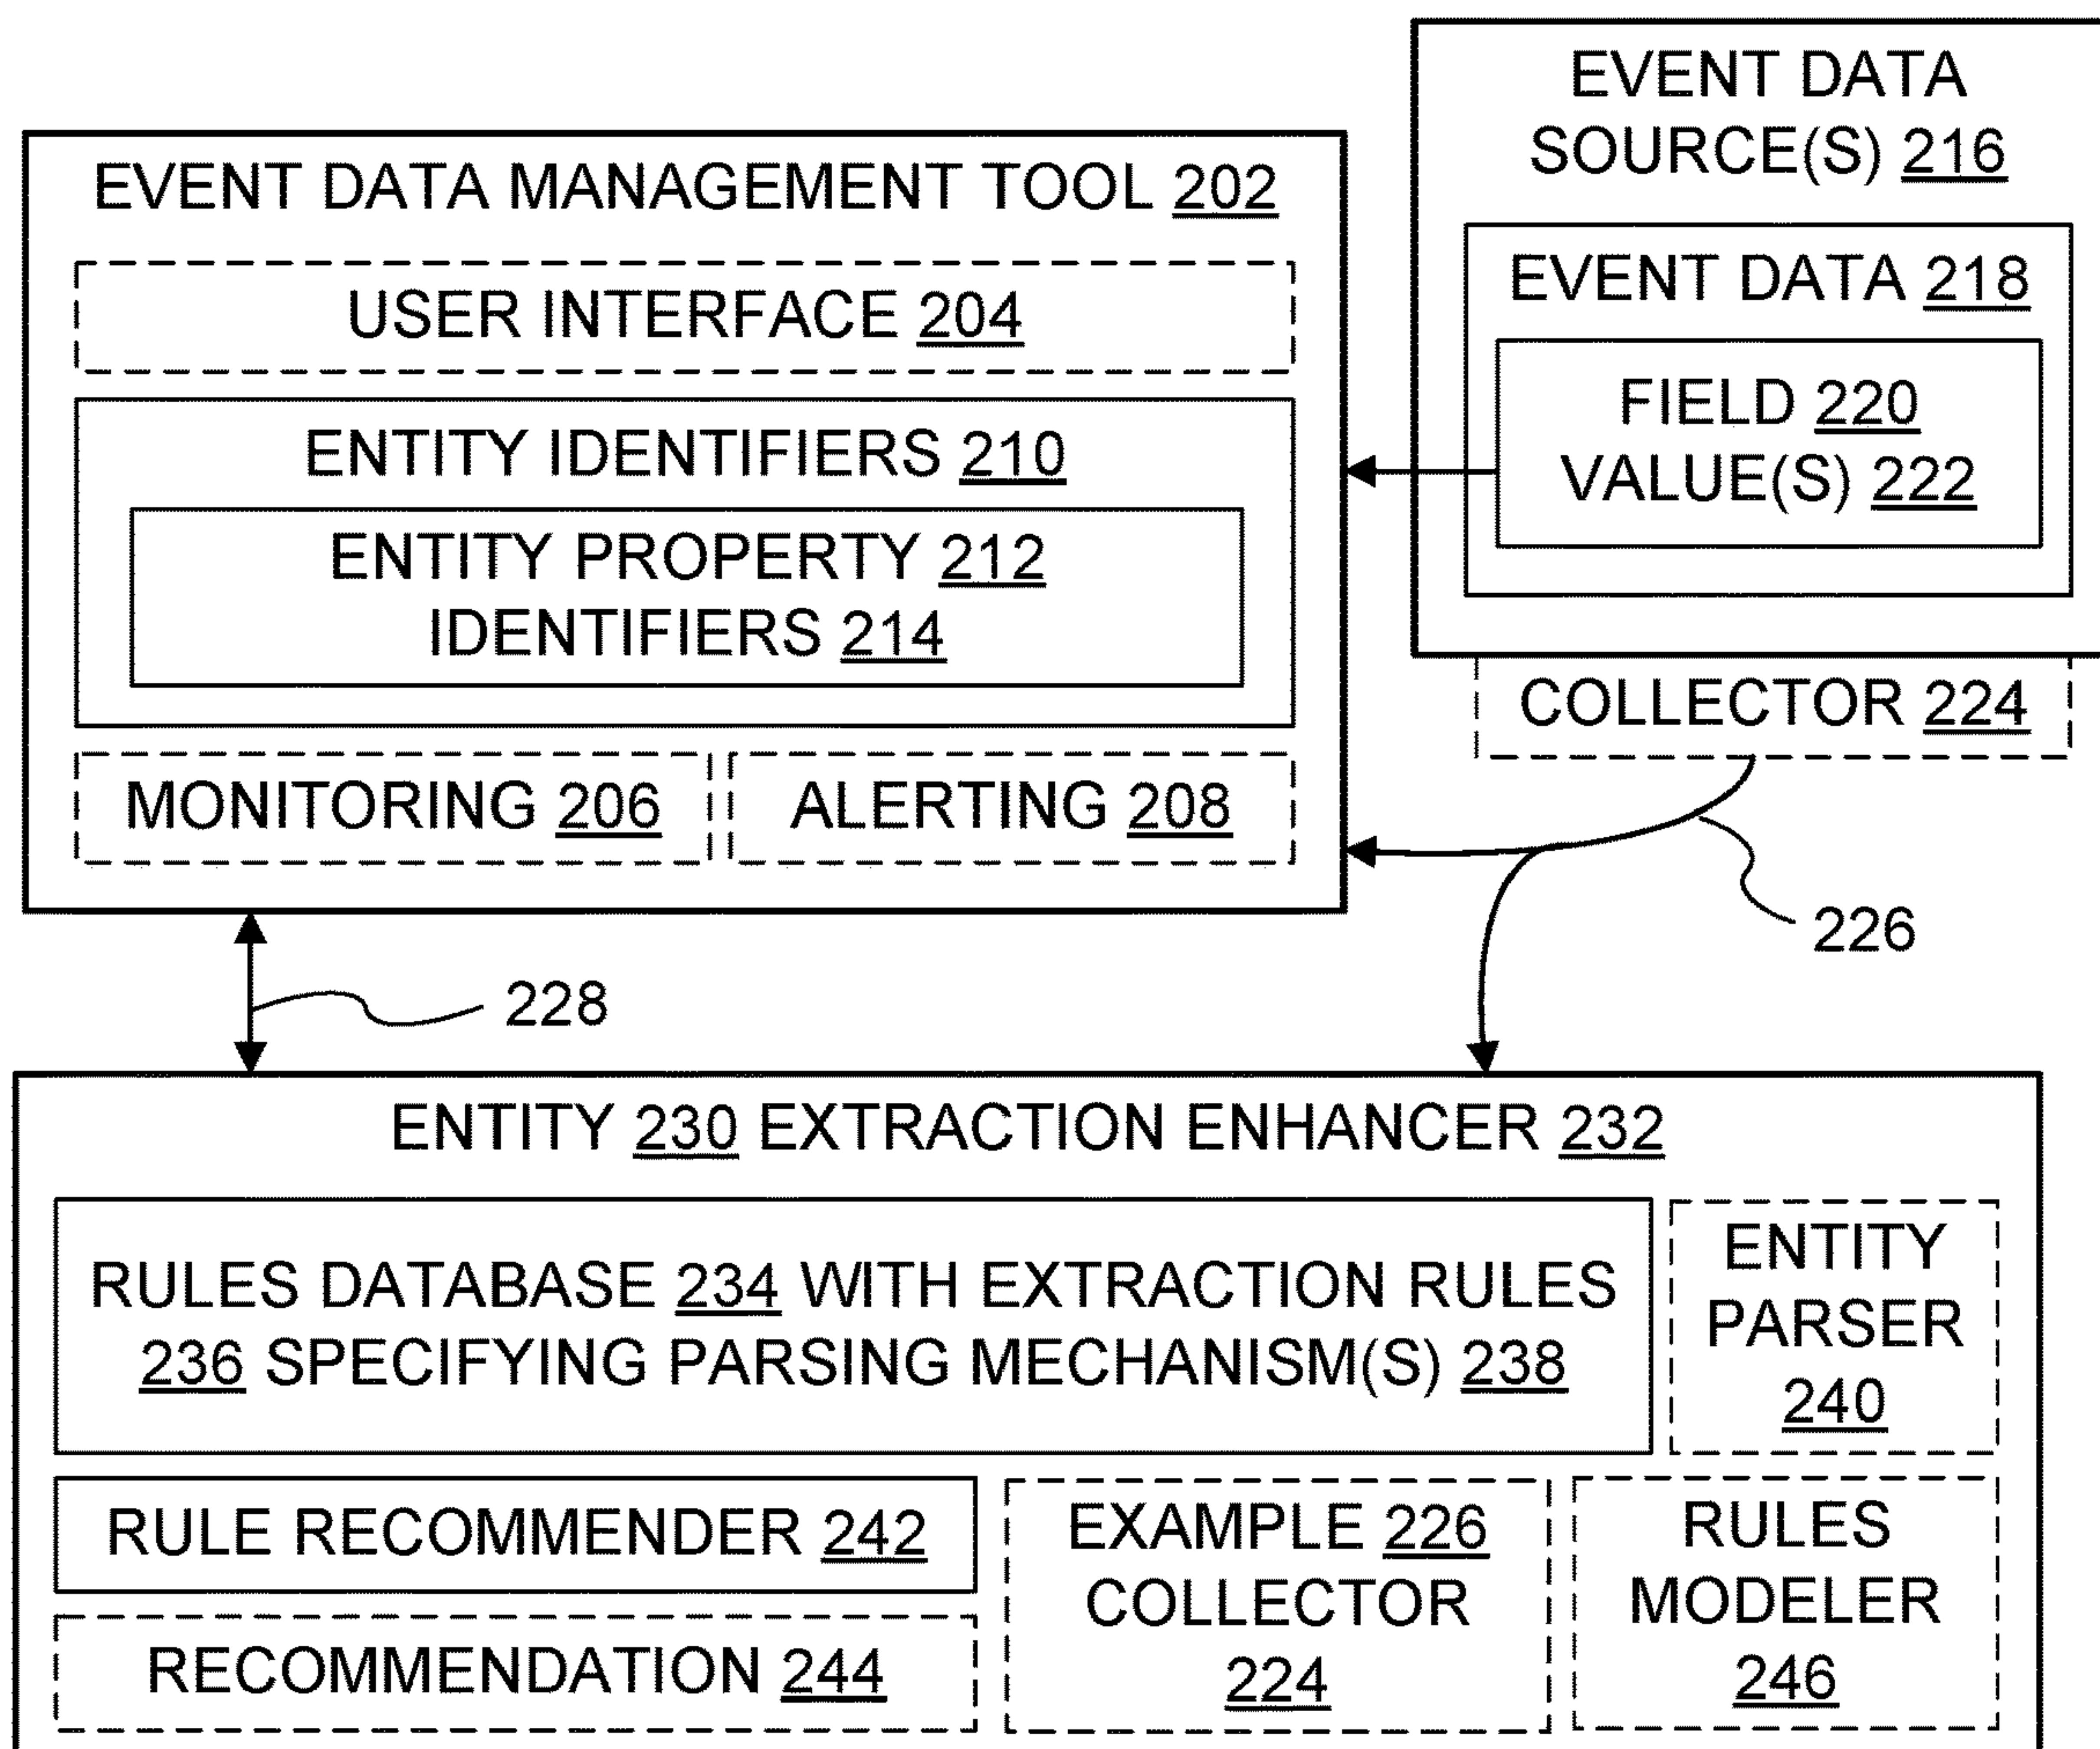 EVENT DATA MANAGEMENT TOOL 202
USER INTERFACE 204
ENTITY IDENTIFIERS 210
ENTITY PROPERTY 212
IDENTIFIERS 214
MONITORING 206
ALERTING 208
EVENT DATA
SOURCE(S) 216
EVENT DATA 218
FIELD 220
VALUE(S) 222
COLLECTOR 224
226
228
ENTITY 230 EXTRACTION ENHANCER 232
RULES DATABASE 234 WITH EXTRACTION RULES
236 SPECIFYING PARSING MECHANISM(S) 238
ENTITY
PARSER
240
RULE RECOMMENDER 242
RECOMMENDATION 244
EXAMPLE 226
COLLECTOR
224
RULES
MODELER
246